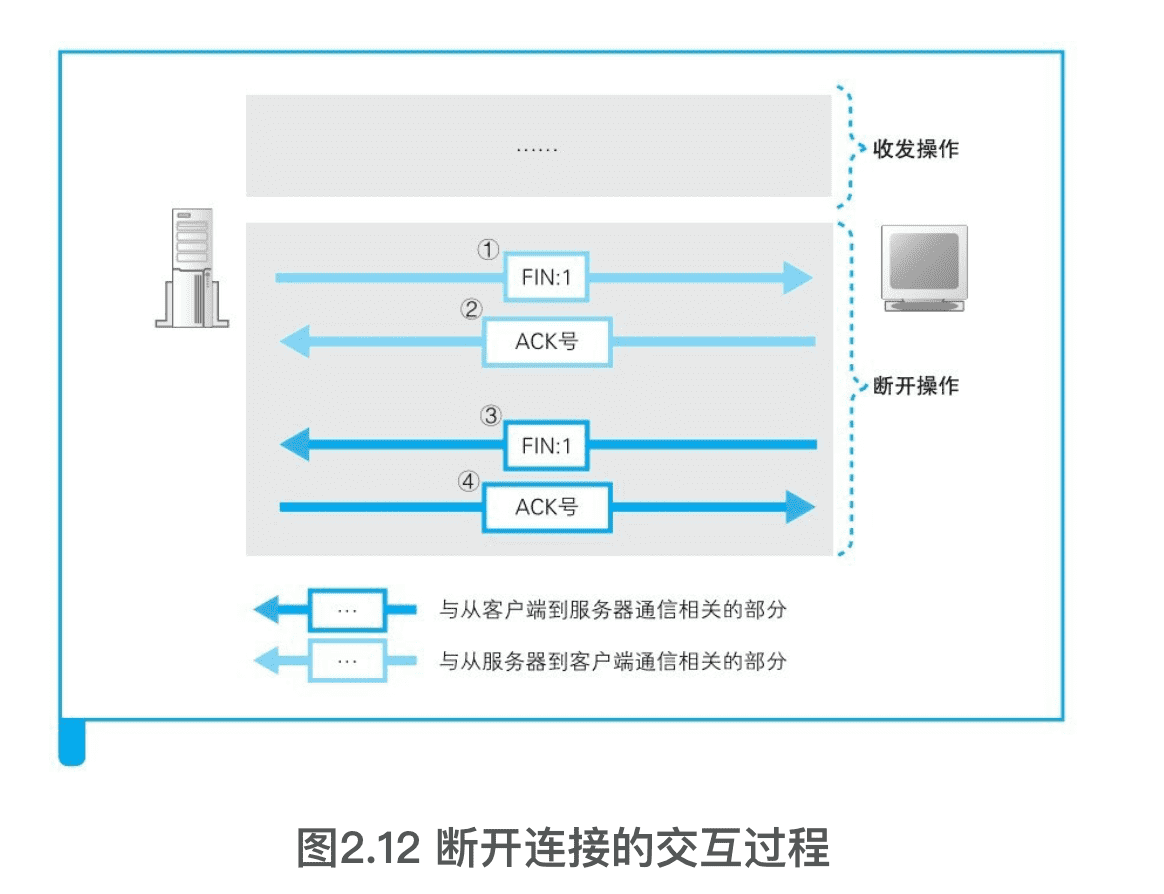 ……
收发操作
①
FIN:1
②
ACK号
断开操作
③
FIN:1
④
ACK号
… 与从客户端到服务器通信相关的部分
… 与从服务器到客户端通信相关的部分
图2.12 断开连接的交互过程